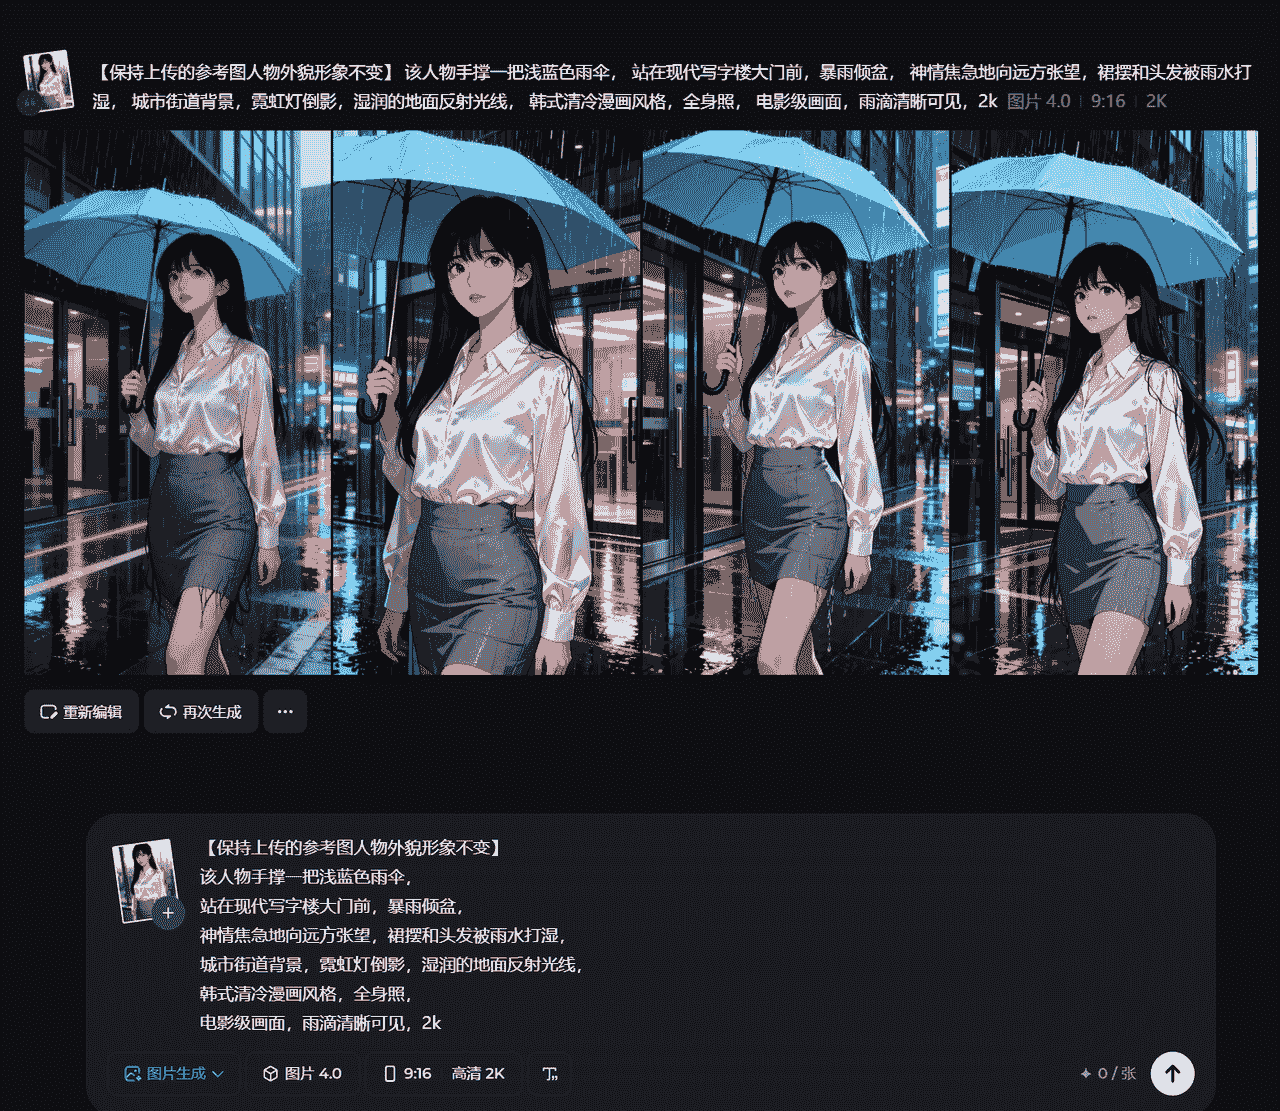 【保持上传的参考图人物外貌形象不变】 该人物手撑一把浅蓝色雨伞， 站在现代写字楼大门前，暴雨倾盆， 神情焦急地向远方张望，裙摆和头发被雨水打
湿， 城市街道背景，霓虹灯倒影，湿润的地面反射光线， 韩式清冷漫画风格，全身照， 电影级画面，雨滴清晰可见，2k 图片 4.0 | 9:16 | 2K
重新编辑 再次生成 ···
【保持上传的参考图人物外貌形象不变】
该人物手撑一把浅蓝色雨伞，
站在现代写字楼大门前，暴雨倾盆，
神情焦急地向远方张望，裙摆和头发被雨水打湿，
城市街道背景，霓虹灯倒影，湿润的地面反射光线，
韩式清冷漫画风格，全身照，
电影级画面，雨滴清晰可见，2k
图片生成 图片 4.0 9:16 高清 2K 0 / 张